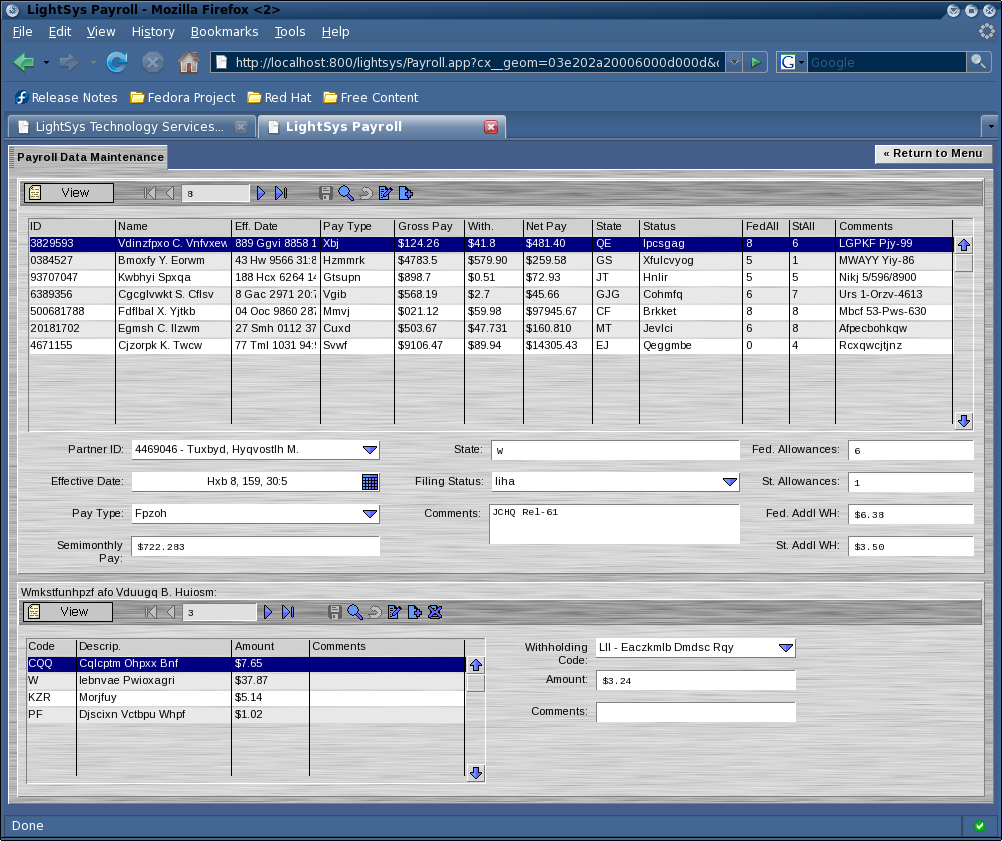 LightSys Payroll - Mozilla Firefox <2>
File Edit View History Bookmarks Tools Help
http://localhost:800/lightsys/Payroll.app?cx__geom=03e202a20006000d000d&c G Google
Release Notes Fedora Project Red Hat Free Content
LightSys Technology Services... LightSys Payroll
Payroll Data Maintenance « Return to Menu
View 8
ID Name Eff. Date Pay Type Gross Pay With. Net Pay State Status FedAll StAll Comments
3829593 Vdinzfpxo C. Vnfvxew 889 Ggvi 8858 1 Xbj $124.26 $41.8 $481.40 QE Ipcsgag 8 6 LGPKF Pjy-99
0384527 Bmoxfy Y. Eorwm 43 Hw 9566 31:8 Hzmmrk $4783.5 $579.90 $259.58 GS Xfulcvyog 5 1 MWAYY Yiy-86
93707047 Kwbhyi Spxqa 188 Hcx 6264 14 Gtsupn $898.7 $0.51 $72.93 JT Hnlir 5 5 Nikj 5/596/8900
6389356 Cgcglvwkt S. Cflsv 8 Gac 2971 20:7 Vgib $568.19 $2.7 $45.66 GJG Cohmfq 6 7 Urs 1-Orzv-4613
500681788 Fdflbal X. Yjtkb 04 Ooc 9860 287 Mmvj $021.12 $59.98 $97945.67 CF Brkket 8 8 Mbcf 53-Pws-630
20181702 Egmsh C. Ilzwm 27 Smh 0112 37 Cuxd $503.67 $47.731 $160.810 MT Jevlci 6 8 Afpecbohkqw
4671155 Cjzorpk K. Twcw 77 Tml 1031 94: Svwf $9106.47 $89.94 $14305.43 EJ Qeggmbe 0 4 Rcxqwcjtjnz
Partner ID: 4469046 - Tuxbyd, Hyqvostlh M. State: W Fed. Allowances: 6
Effective Date: Hxb 8, 159, 30:5 Filing Status: Iiha St. Allowances: 1
Pay Type: Fpzoh Comments: JCHQ Rel-61 Fed. Addl WH: $6.38
Semimonthly Pay: $722.283 St. Addl WH: $3.50
Wmkstfunhpzf afo Vduugq B. Huiosm:
View 3
Code Descrip. Amount Comments
CQQ Cqlcptm Ohpxx Bnf $7.65
W Iebnvae Pwioxagri $37.87
KZR Morjfuy $5.14
PF Djscixn Vctbpu Whpf $1.02
Withholding Code: LII - Eaczkmlb Dmdsc Rqy
Amount: $3.24
Comments:
Done